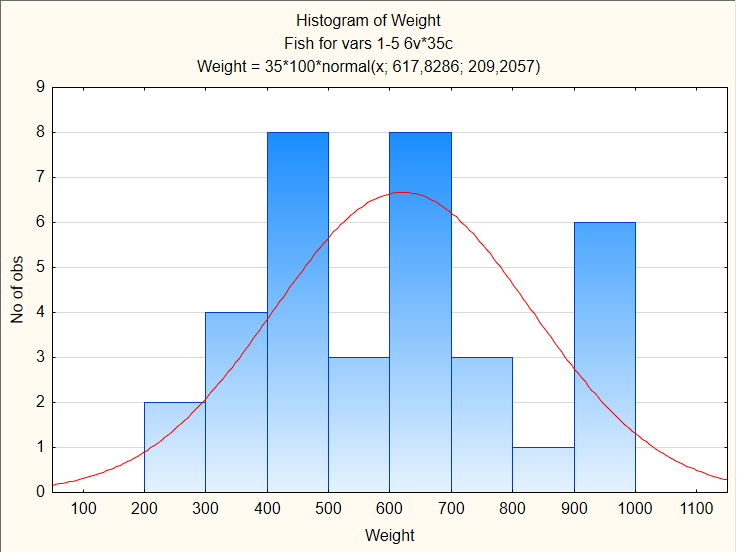 Histogram of Weight
Fish for vars 1-5 6v*35c
Weight = 35*100*normal(x; 617,8286; 209,2057)
9
8
7
6
5
4
3
2
1
0
No of obs
100 200 300 400 500 600 700 800 900 1000 1100
Weight